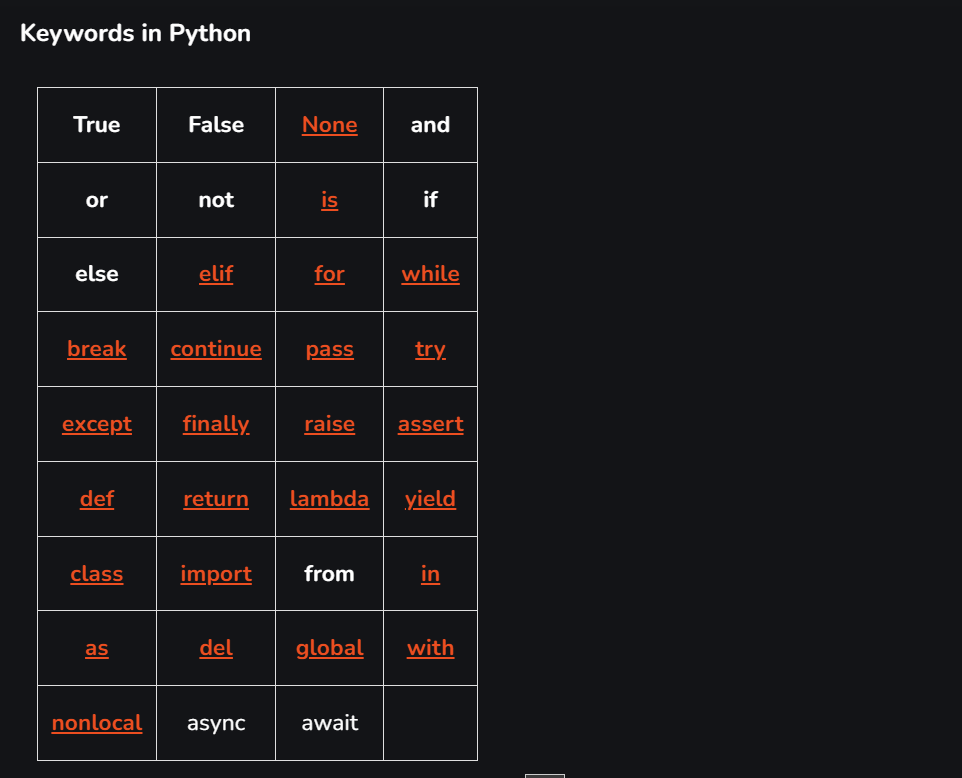 Keywords in Python
True False None and
or not is if
else elif for while
break continue pass try
except finally raise assert
def return lambda yield
class import from in
as del global with
nonlocal async await